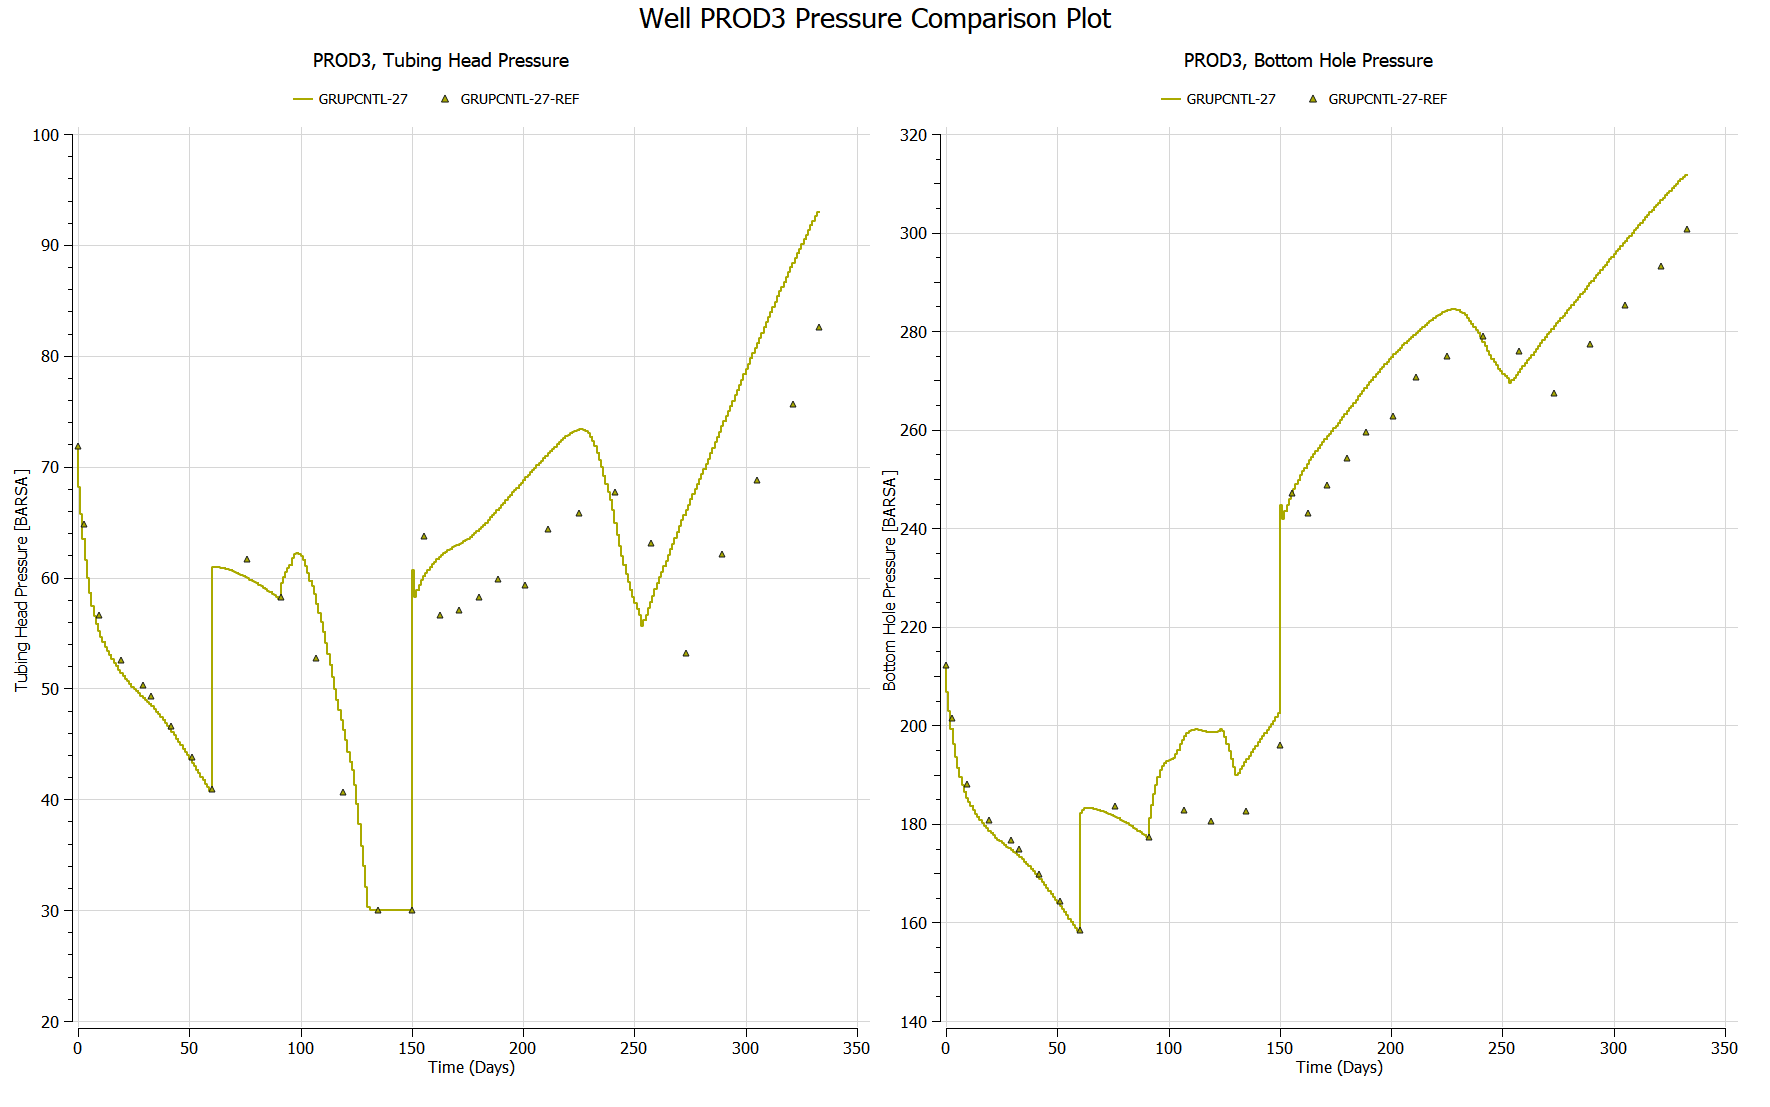 Well PROD3 Pressure Comparison Plot
PROD3, Tubing Head Pressure
GRUPCNTL-27 GRUPCNTL-27-REF
100
90
80
70
60
50
40
30
20
Tubing Head Pressure [BARSA]
0 50 100 150 200 250 300 350
Time (Days)
PROD3, Bottom Hole Pressure
GRUPCNTL-27 GRUPCNTL-27-REF
320
300
280
260
240
220
200
180
160
140
Bottom Hole Pressure [BARSA]
0 50 100 150 200 250 300 350
Time (Days)